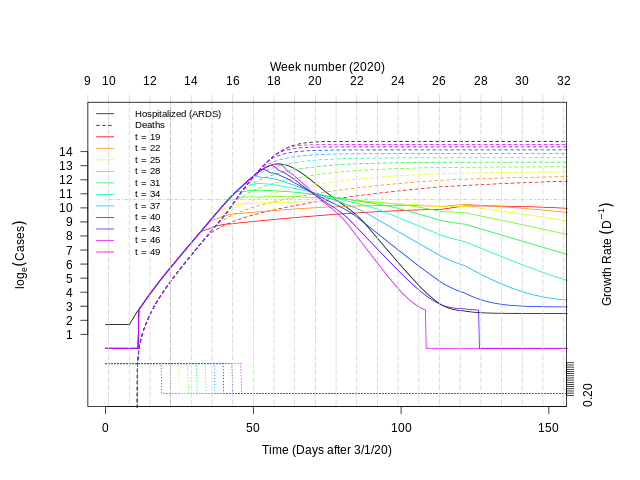 Week number (2020)
9 10 12 14 16 18 20 22 24 26 28 30 32
Hospitalized (ARDS)
Deaths
t = 19
t = 22
t = 25
t = 28
t = 31
t = 34
t = 37
t = 40
t = 43
t = 46
t = 49
14
13
12
11
10
9
8
7
6
5
4
3
2
1
logₑ(Cases)
Growth Rate (D⁻¹)
0.20
0 50 100 150
Time (Days after 3/1/20)